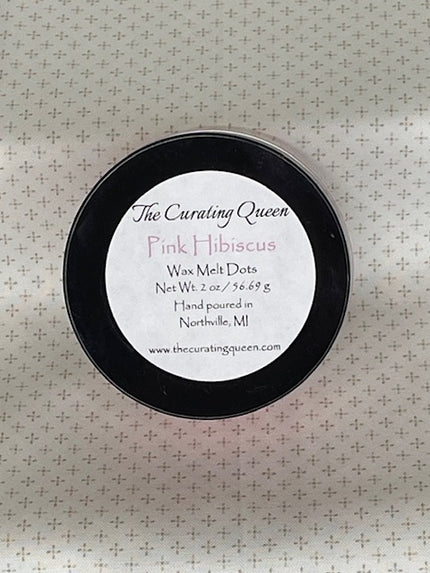 The Curating Queen
Pink Hibiscus
Wax Melt Dots
Net Wt. 2 oz / 56.69 g
Hand poured in
Northville, MI
www.thecuratingqueen.com